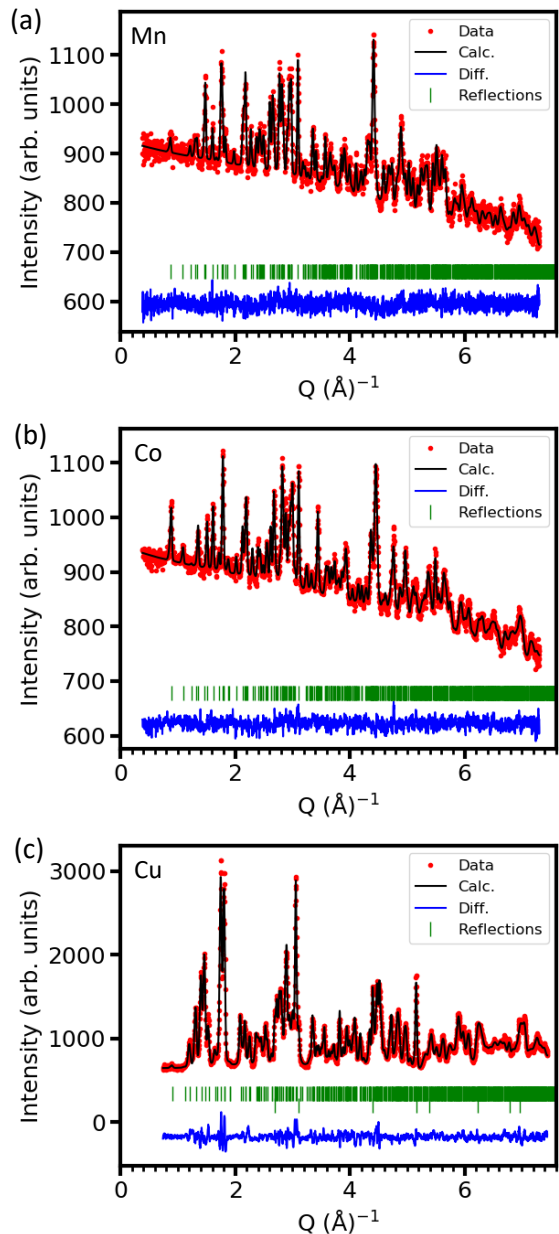 (a)
Mn
Data
Calc.
Diff.
Reflections
1100
1000
900
800
700
600
Intensity (arb. units)
0 2 4 6
Q (Å)⁻¹
(b)
Co
Data
Calc.
Diff.
Reflections
1100
1000
900
800
700
600
Intensity (arb. units)
0 2 4 6
Q (Å)⁻¹
(c)
Cu
Data
Calc.
Diff.
Reflections
3000
2000
1000
0
Intensity (arb. units)
0 2 4 6
Q (Å)⁻¹